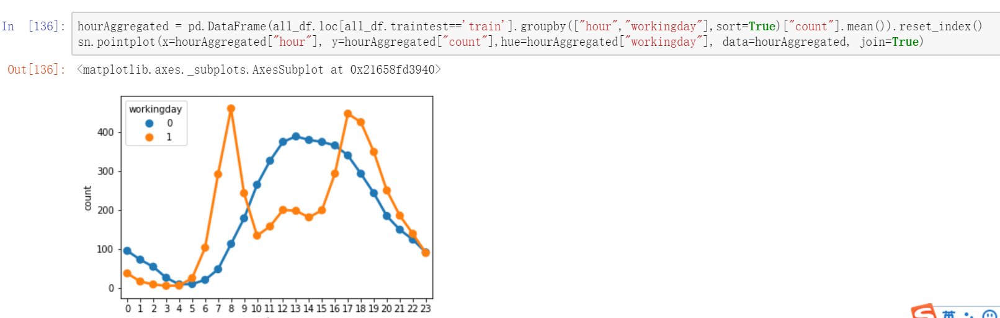 In [136]: hourAggregated = pd.DataFrame(all_df.loc[all_df.traintest=='train'].groupby(["hour","workingday"],sort=True)["count"].mean()).reset_index()
sn.pointplot(x=hourAggregated["hour"], y=hourAggregated["count"],hue=hourAggregated["workingday"], data=hourAggregated, join=True)
Out[136]: <matplotlib.axes._subplots.AxesSubplot at 0x21658fd3940>
workingday
0
1
400
300
200
100
0
count
0 1 2 3 4 5 6 7 8 9 10 11 12 13 14 15 16 17 18 19 20 21 22 23
英